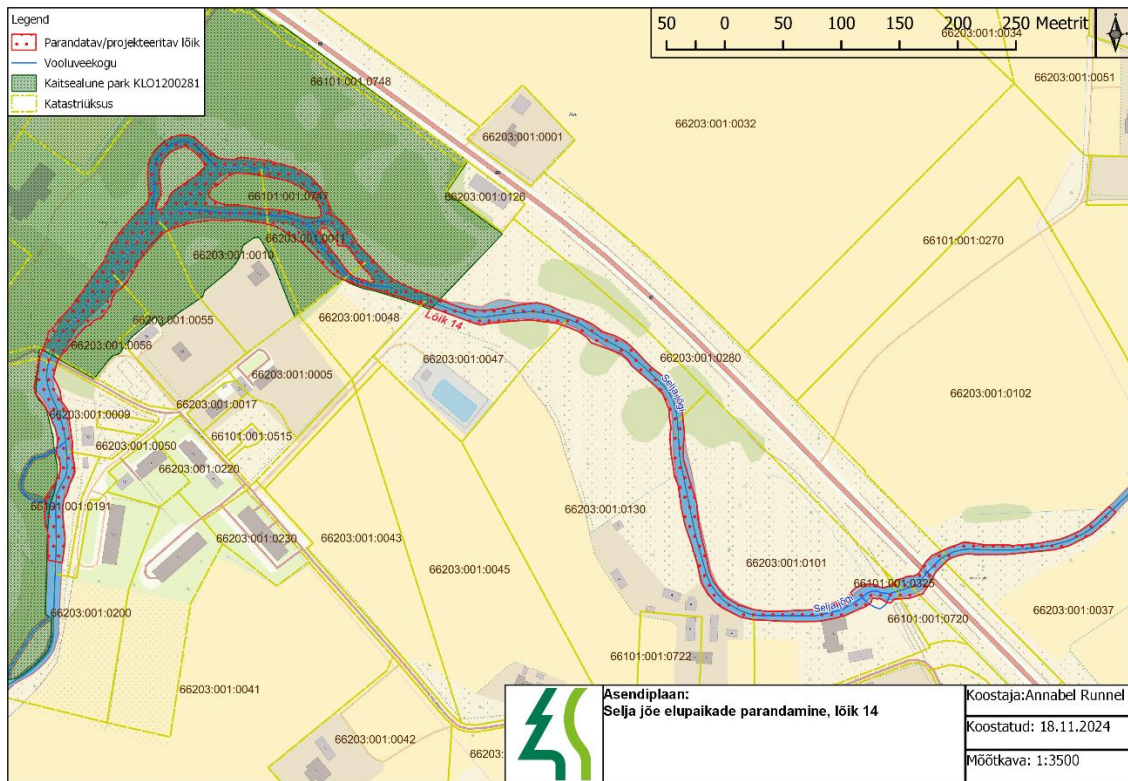 Legend
Parandatav/projekteeritav lõik
Vooluveekogu
Kaitsealune park KLO1200281
Katastriüksus
50 0 50 100 150 200 250 Meetrit
66203:001:0034
66203:001:0051
66101:001:0748
66203:001:0001
66203:001:0032
66203:001:0126
66101:001:0747
66203:001:0011
66203:001:0010
66101:001:0270
66203:001:0055
66203:001:0048
Lõik 14
66203:001:0056
66203:001:0047
66203:001:0280
66203:001:0005
Selja jõgi
66203:001:0102
66203:001:0017
66203:001:0009
66101:001:0515
66203:001:0050
66203:001:0220
66101:001:0191
66203:001:0130
66203:001:0230
66203:001:0043
66203:001:0045
66203:001:0101
66101:001:0325
Selja jõgi
66203:001:0200
66203:001:0037
66101:001:0720
66101:001:0722
66203:001:0041
66203:001:0042
Asendiplaan:
Selja jõe elupaikade parandamine, lõik 14
Koostaja:Annabel Runnel
Koostatud: 18.11.2024
Mõõtkava: 1:3500